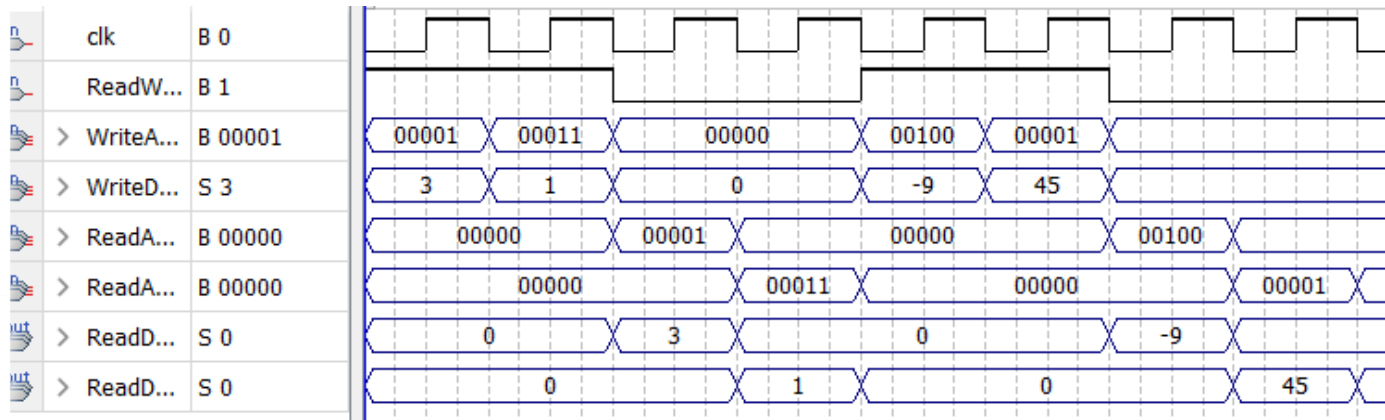 clk B 0
ReadW... B 1
> WriteA... B 00001 00001 00011 00000 00100 00001
> WriteD... S 3 3 1 0 -9 45
> ReadA... B 00000 00000 00001 00000 00100
> ReadA... B 00000 00000 00011 00000 00001
> ReadD... S 0 0 3 0 -9
> ReadD... S 0 0 1 0 45